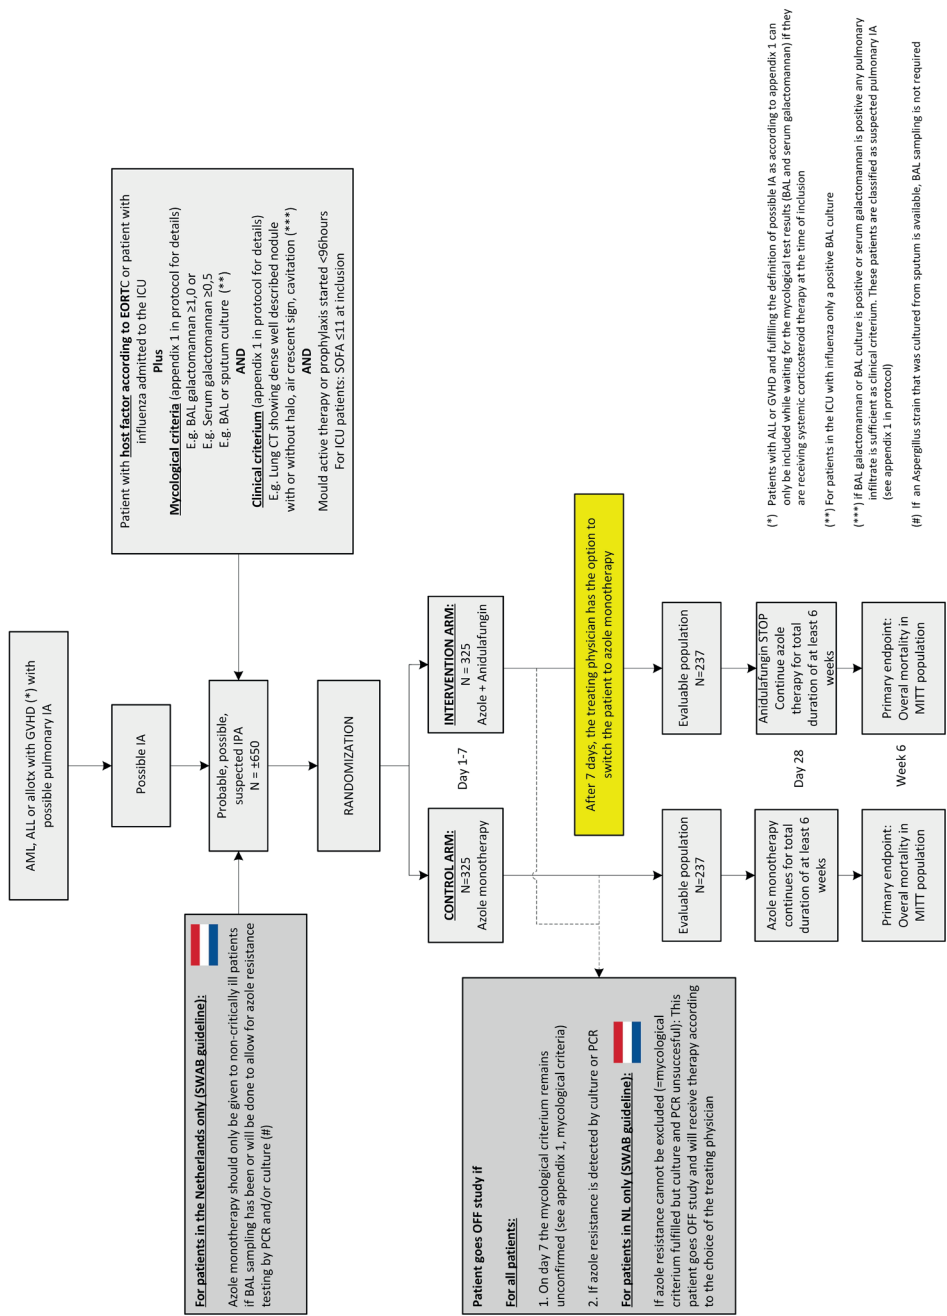 AML, ALL or allotx with GVHD (*) with
possible pulmonary IA
Possible IA
For patients in the Netherlands only (SWAB guideline):
Azole monotherapy should only be given to non-critically ill patients
if BAL sampling has been or will be done to allow for azole resistance
testing by PCR and/or culture (#)
Probable, possible,
suspected IPA
N = ±650
Patient with host factor according to EORTC or patient with
influenza admitted to the ICU
Plus
Mycological criteria (appendix 1 in protocol for details)
E.g. BAL galactomannan ≥1,0 or
E.g. Serum galactomannan ≥0,5
E.g. BAL or sputum culture (**)
AND
Clinical criterium (appendix 1 in protocol for details)
E.g. Lung CT showing dense well described nodule
with or without halo, air crescent sign, cavitation (***)
AND
Mould active therapy or prophylaxis started <96hours
For ICU patients: SOFA ≤11 at inclusion
RANDOMIZATION
CONTROL ARM:
N=325
Azole monotherapy
Day 1-7
INTERVENTION ARM:
N = 325
Azole + Anidulafungin
Patient goes OFF study if
For all patients:
1. On day 7 the mycological criterium remains
unconfirmed (see appendix 1, mycological criteria)
2. If azole resistance is detected by culture or PCR
For patients in NL only (SWAB guideline):
If azole resistance cannot be excluded (=mycological
criterium fulfilled but culture and PCR unsuccesful): This
patient goes OFF study and will receive therapy according
to the choice of the treating physician
After 7 days, the treating physician has the option to
switch the patient to azole monotherapy
Evaluable population
N=237
Evaluable population
N=237
Azole monotherapy
continues for total
duration of at least 6
weeks
Day 28
Anidulafungin STOP
Continue azole
therapy for total
duration of at least 6
weeks
Primary endpoint:
Overal mortality in
MITT population
Week 6
Primary endpoint:
Overal mortality in
MITT population
(*) Patients with ALL or GVHD and fulfilling the definition of possible IA as according to appendix 1 can
only be included while waiting for the mycological test results (BAL and serum galactomannan) if they
are receiving systemic corticosteroid therapy at the time of inclusion
(**) For patients in the ICU with influenza only a positive BAL culture
(***) if BAL galactomannan or BAL culture is positive or serum galactomannan is positive any pulmonary
infiltrate is sufficient as clinical criterium. These patients are classified as suspected pulmonary IA
(see appendix 1 in protocol)
(#) If an Aspergillus strain that was cultured from sputum is available, BAL sampling is not required